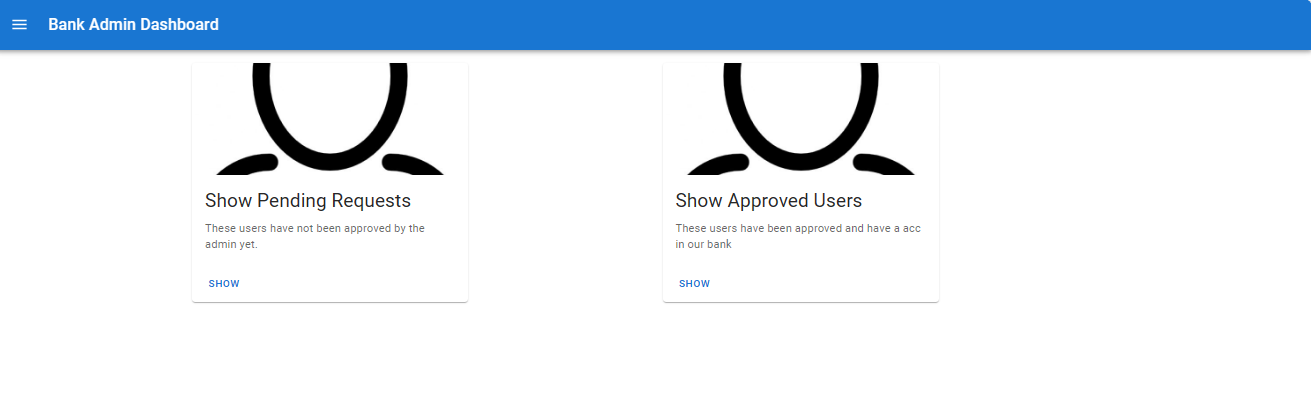 Bank Admin Dashboard
Show Pending Requests
These users have not been approved by the
admin yet.
SHOW
Show Approved Users
These users have been approved and have a acc
in our bank
SHOW